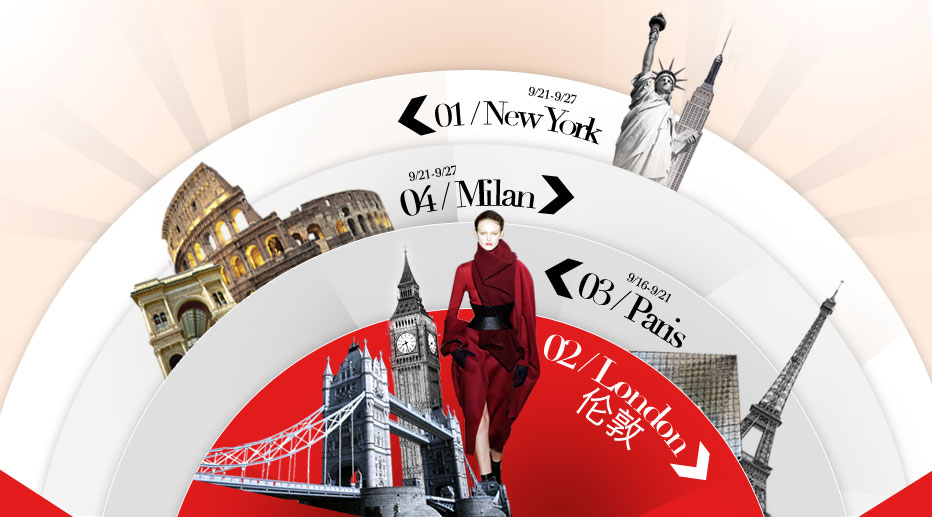 9/21-9/27
01 / New York
9/21-9/27
04 / Milan
9/16-9/21
03 / Paris
02 / London
伦敦